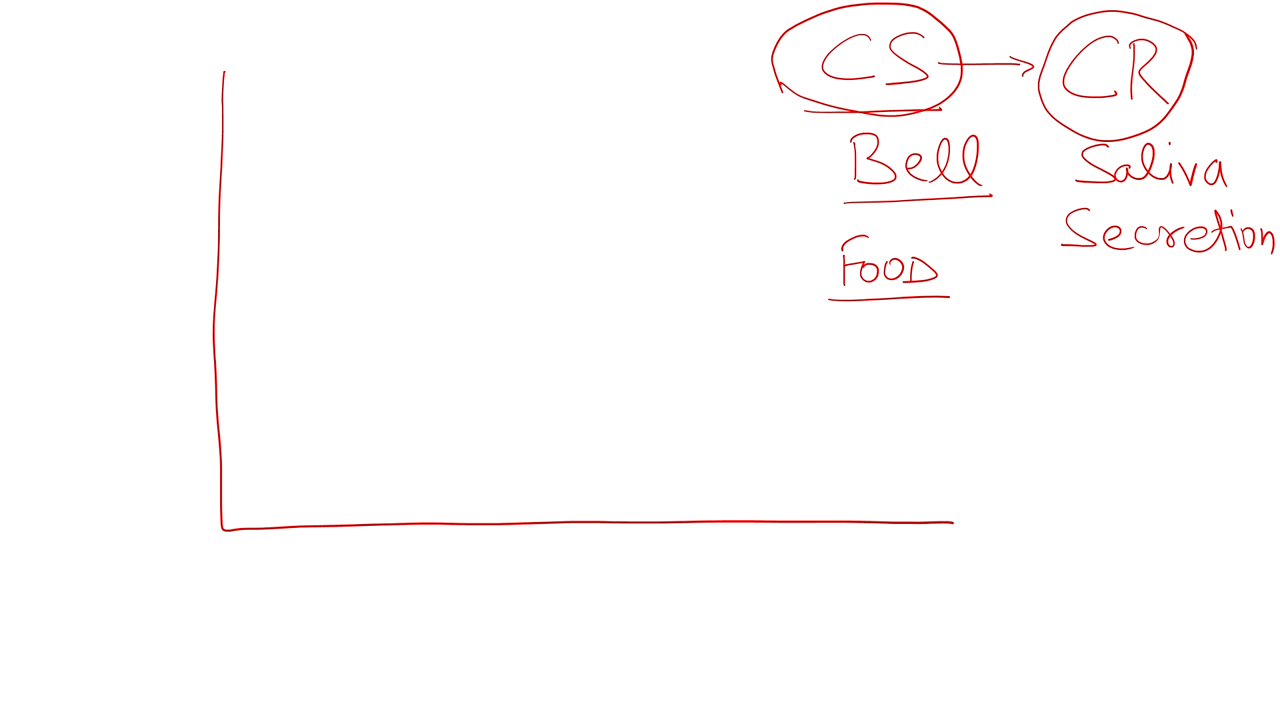 CS → CR
Bell
Saliva
Secretion
FOOD